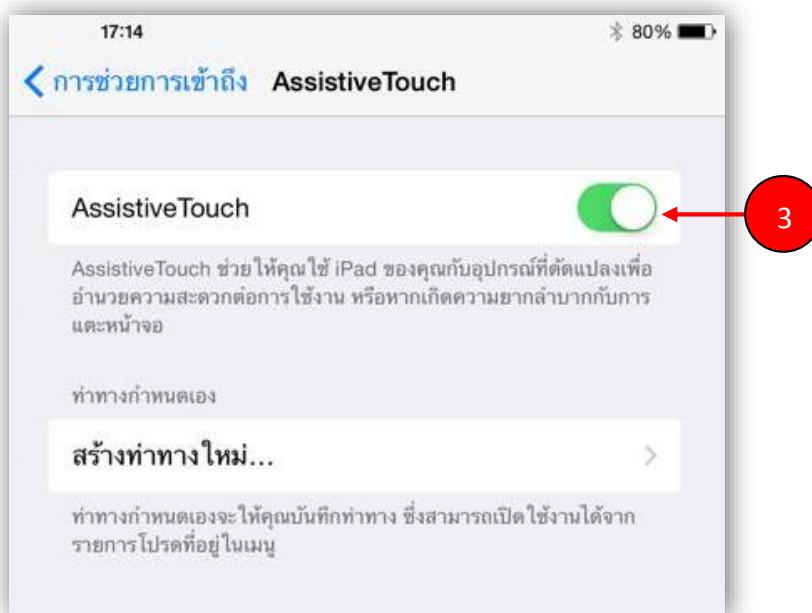 17:14 80%
การช่วยการเข้าถึง AssistiveTouch
AssistiveTouch
3
AssistiveTouch ช่วยให้คุณใช้ iPad ของคุณกับอุปกรณ์ที่ดัดแปลงเพื่อ
อำนวยความสะดวกต่อการใช้งาน หรือหากเกิดความยากลำบากกับการ
แตะหน้าจอ
ท่าทางกำหนดเอง
สร้างท่าทางใหม่...
ท่าทางกำหนดเองจะให้คุณบันทึกท่าทาง ซึ่งสามารถเปิดใช้งานได้จาก
รายการโปรดที่อยู่ในเมนู